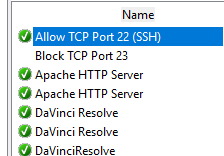 Name
Allow TCP Port 22 (SSH)
Block TCP Port 23
Apache HTTP Server
Apache HTTP Server
DaVinci Resolve
DaVinci Resolve
DaVinciResolve